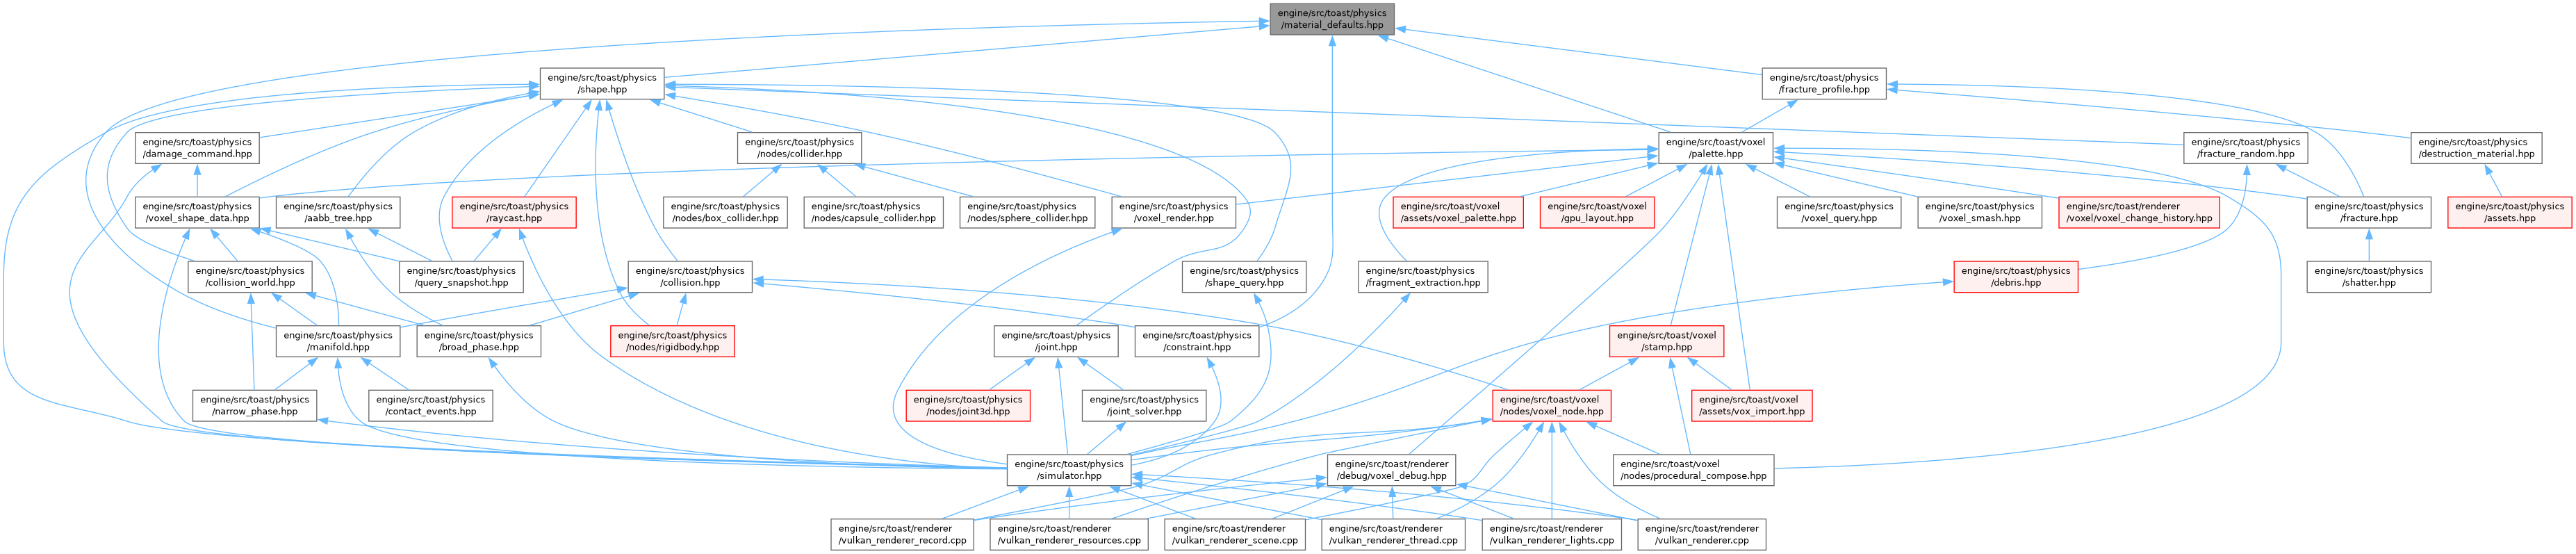 engine/src/toast/physics
/material_defaults.hpp
engine/src/toast/physics
/shape.hpp
engine/src/toast/physics
/fracture_profile.hpp
engine/src/toast/physics
/damage_command.hpp
engine/src/toast/physics
/nodes/collider.hpp
engine/src/toast/voxel
/palette.hpp
engine/src/toast/physics
/fracture_random.hpp
engine/src/toast/physics
/destruction_material.hpp
engine/src/toast/physics
/voxel_shape_data.hpp
engine/src/toast/physics
/aabb_tree.hpp
engine/src/toast/physics
/raycast.hpp
engine/src/toast/physics
/nodes/box_collider.hpp
engine/src/toast/physics
/nodes/capsule_collider.hpp
engine/src/toast/physics
/nodes/sphere_collider.hpp
engine/src/toast/physics
/voxel_render.hpp
engine/src/toast/voxel
/assets/voxel_palette.hpp
engine/src/toast/voxel
/gpu_layout.hpp
engine/src/toast/physics
/voxel_query.hpp
engine/src/toast/physics
/voxel_smash.hpp
engine/src/toast/renderer
/voxel/voxel_change_history.hpp
engine/src/toast/physics
/fracture.hpp
engine/src/toast/physics
/assets.hpp
engine/src/toast/physics
/collision_world.hpp
engine/src/toast/physics
/query_snapshot.hpp
engine/src/toast/physics
/collision.hpp
engine/src/toast/physics
/shape_query.hpp
engine/src/toast/physics
/fragment_extraction.hpp
engine/src/toast/physics
/debris.hpp
engine/src/toast/physics
/shatter.hpp
engine/src/toast/physics
/manifold.hpp
engine/src/toast/physics
/broad_phase.hpp
engine/src/toast/physics
/nodes/rigidbody.hpp
engine/src/toast/physics
/joint.hpp
engine/src/toast/physics
/constraint.hpp
engine/src/toast/voxel
/stamp.hpp
engine/src/toast/physics
/narrow_phase.hpp
engine/src/toast/physics
/contact_events.hpp
engine/src/toast/physics
/nodes/joint3d.hpp
engine/src/toast/physics
/joint_solver.hpp
engine/src/toast/voxel
/nodes/voxel_node.hpp
engine/src/toast/voxel
/assets/vox_import.hpp
engine/src/toast/physics
/simulator.hpp
engine/src/toast/renderer
/debug/voxel_debug.hpp
engine/src/toast/voxel
/nodes/procedural_compose.hpp
engine/src/toast/renderer
/vulkan_renderer_record.cpp
engine/src/toast/renderer
/vulkan_renderer_resources.cpp
engine/src/toast/renderer
/vulkan_renderer_scene.cpp
engine/src/toast/renderer
/vulkan_renderer_thread.cpp
engine/src/toast/renderer
/vulkan_renderer_lights.cpp
engine/src/toast/renderer
/vulkan_renderer.cpp